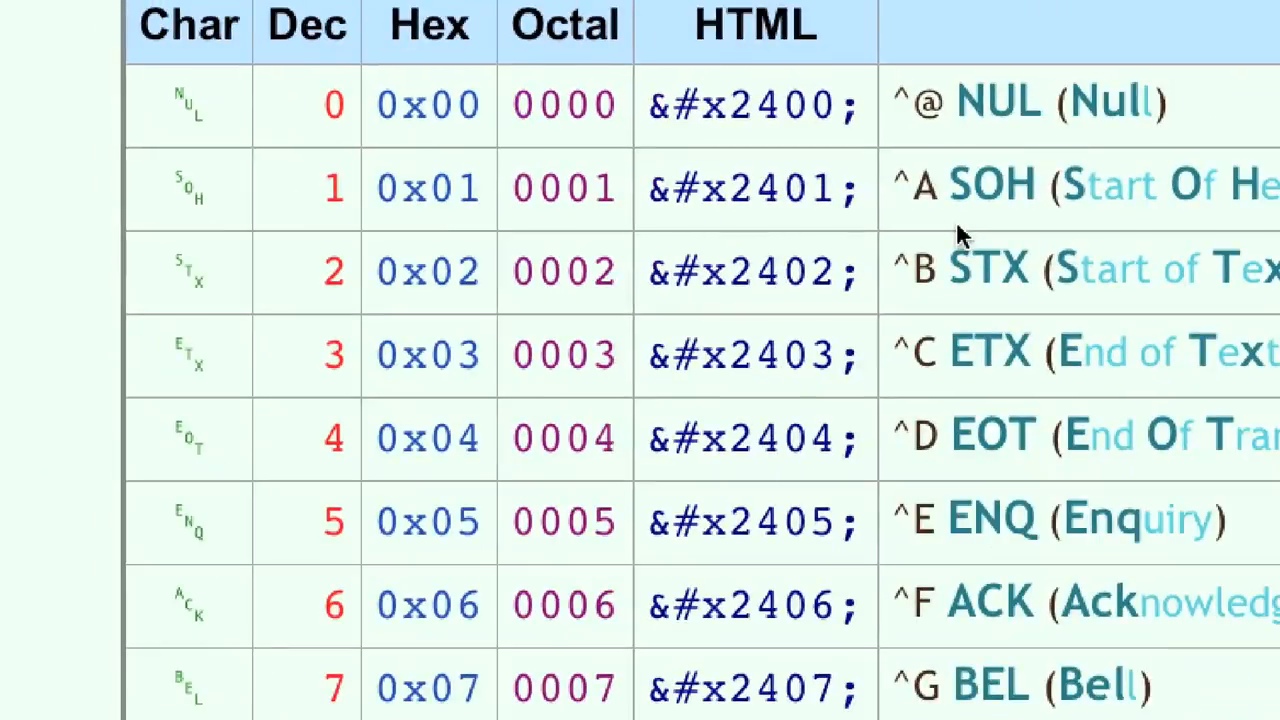 Char Dec Hex Octal HTML
NUL 0 0x00 0000 &#x2400; ^@ NUL (Null)
SOH 1 0x01 0001 &#x2401; ^A SOH (Start Of He
STX 2 0x02 0002 &#x2402; ^B STX (Start of Tex
ETX 3 0x03 0003 &#x2403; ^C ETX (End of Text
EOT 4 0x04 0004 &#x2404; ^D EOT (End Of Tran
ENQ 5 0x05 0005 &#x2405; ^E ENQ (Enquiry)
ACK 6 0x06 0006 &#x2406; ^F ACK (Acknowledg
BEL 7 0x07 0007 &#x2407; ^G BEL (Bell)